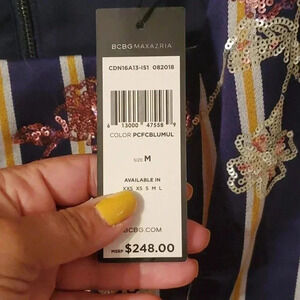 BCBGMAXAZRIA
CDN16A13-IS1 082018
6 13000 47558 9
COLOR PCFCBLUMUL
SIZE M
AVAILABLE IN
XXS XS S M L
BCBG.COM
MSRP $248.00